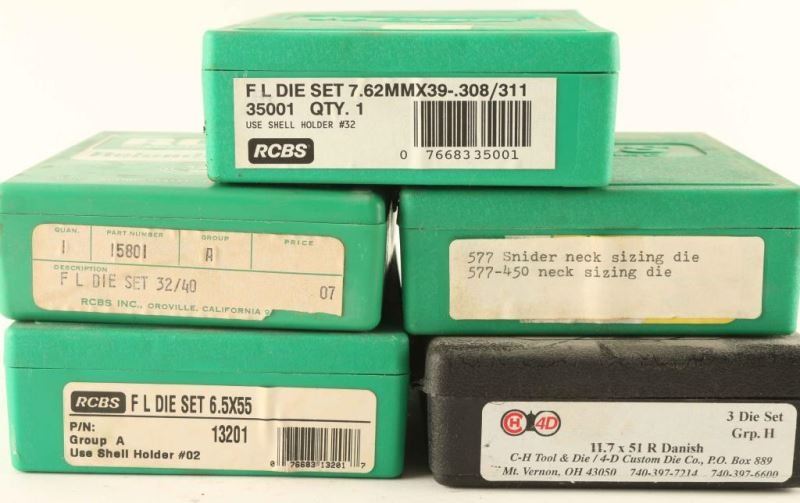 F L DIE SET 7.62MMX39-.308/311
35001 QTY. 1
USE SHELL HOLDER #32
RCBS
0 76683 35001
QUAN. PART NUMBER GROUP PRICE
1 15801 A
DESCRIPTION
F L DIE SET 32/40
07
RCBS INC., OROVILLE, CALIFORNIA 9
577 Snider neck sizing die
577-450 neck sizing die
RCBS F L DIE SET 6.5X55
P/N: 13201
Group A
Use Shell Holder #02
0 76683 13201 7
CH 4D
3 Die Set
Grp. H
11.7 x 51 R Danish
C-H Tool & Die / 4-D Custom Die Co., P.O. Box 889
Mt. Vernon, OH 43050 740-397-7214 740-397-6600